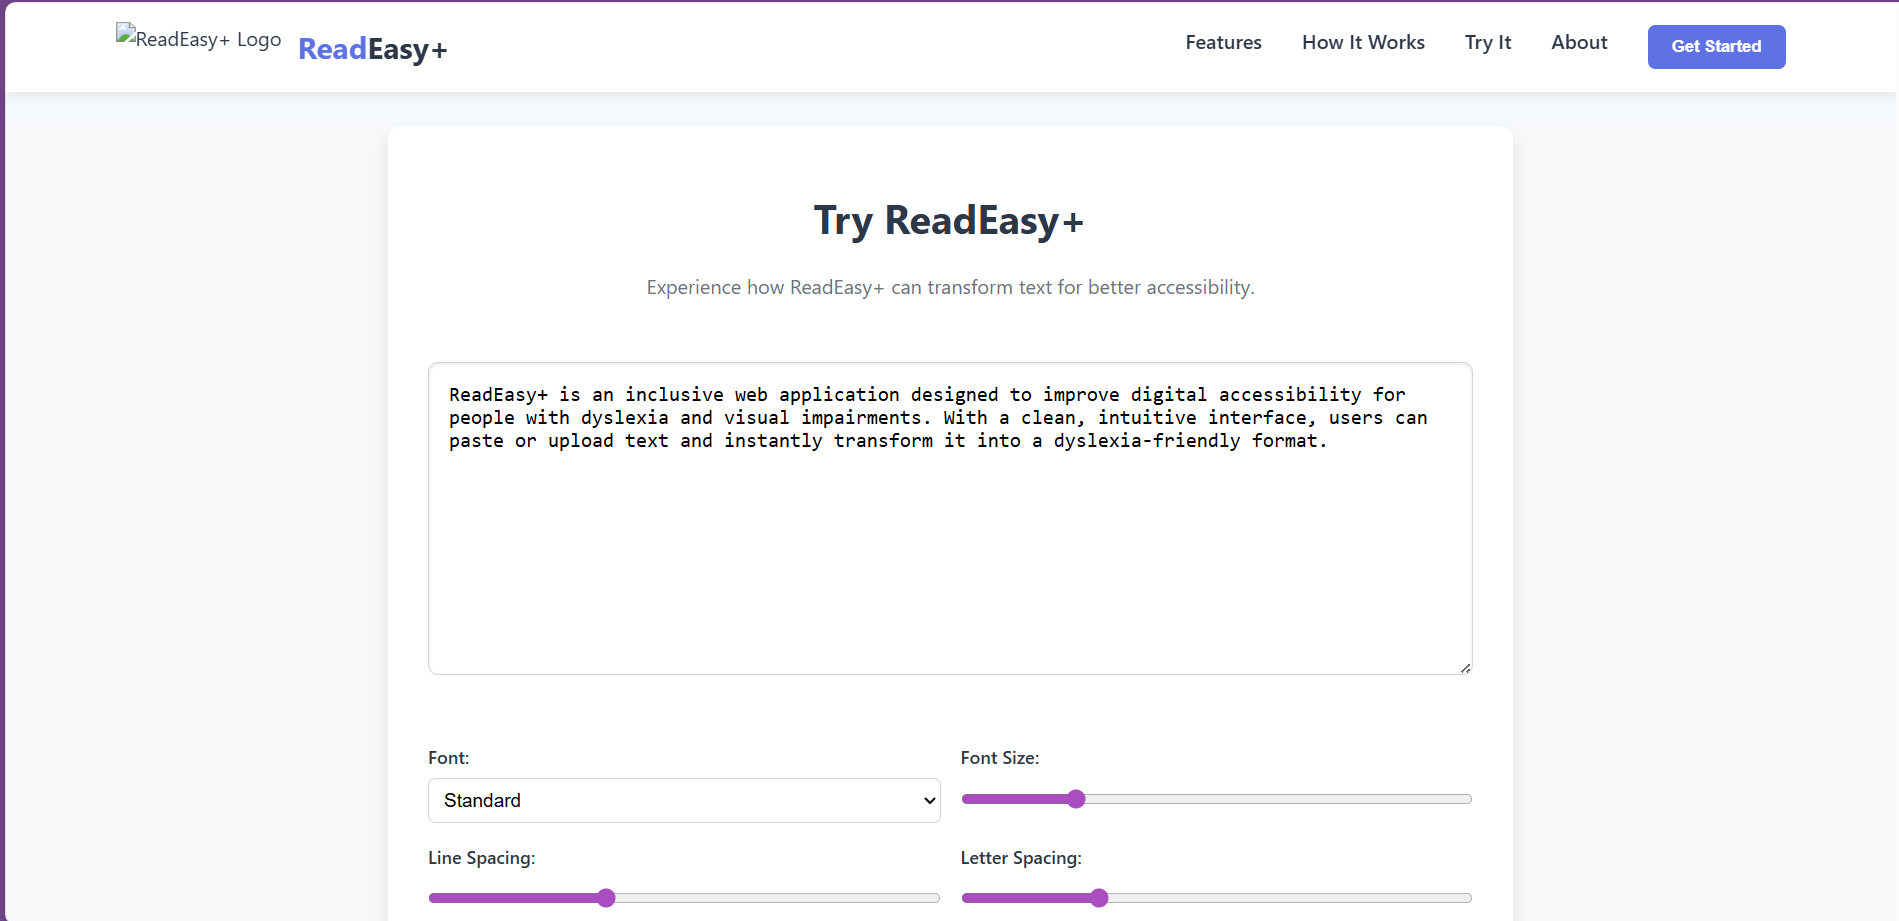 ReadEasy+ Logo
ReadEasy+
Features
How It Works
Try It
About
Get Started
Try ReadEasy+
Experience how ReadEasy+ can transform text for better accessibility.
ReadEasy+ is an inclusive web application designed to improve digital accessibility for
people with dyslexia and visual impairments. With a clean, intuitive interface, users can
paste or upload text and instantly transform it into a dyslexia-friendly format.
Font:
Font Size:
Standard
Line Spacing:
Letter Spacing: